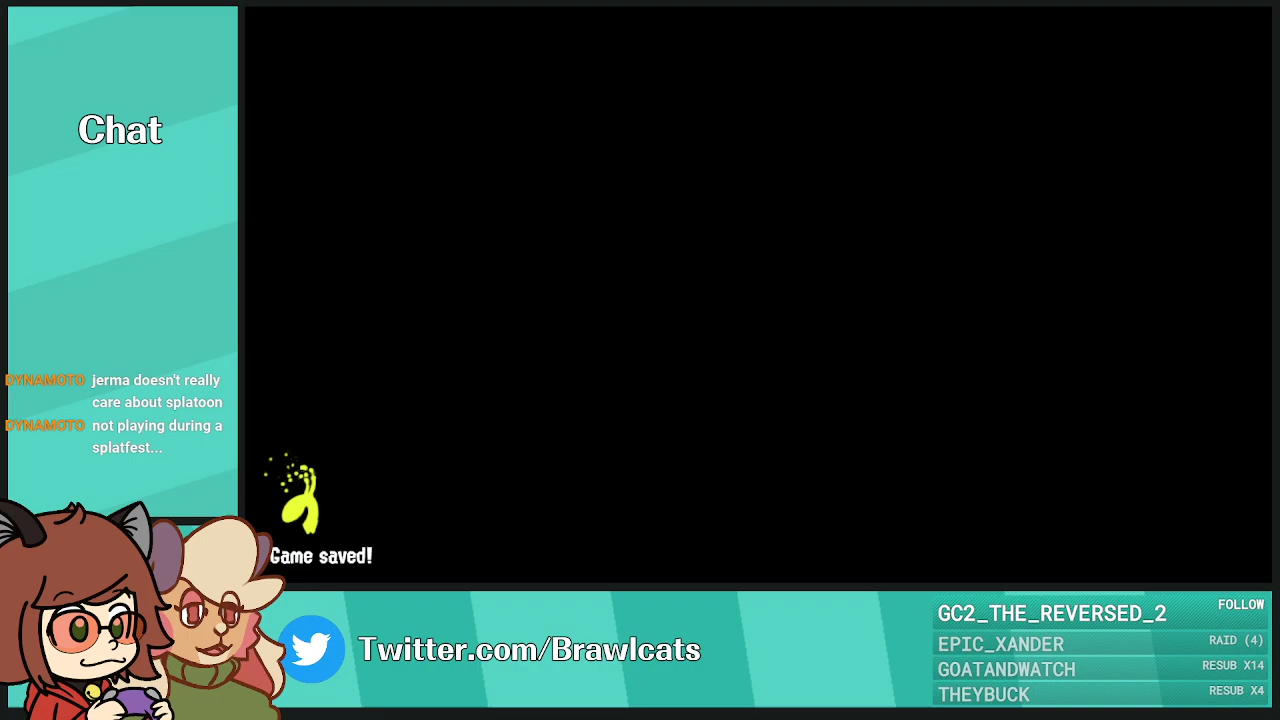 Chat
DYNAMOTO jerma doesn't really
care about splatoon
DYNAMOTO not playing during a
splatfest...
Game saved!
Twitter.com/Brawlcats
GC2_THE_REVERSED_2 FOLLOW
EPIC_XANDER RAID (4)
GOATANDWATCH RESUB X14
THEYBUCK RESUB X4